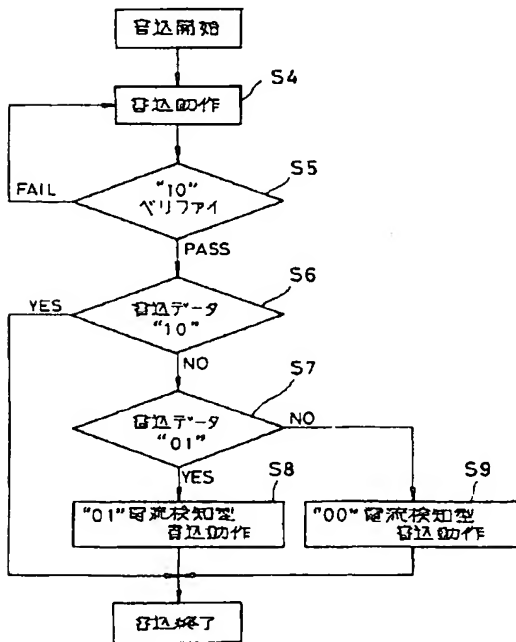 書込開始
S4
書込動作
S5
"10"
ベリファイ
FAIL
PASS
S6
書込データ
"10"
YES
NO
S7
書込データ
"01"
NO
YES
S8
"01"電流検知型
書込動作
S9
"00"電流検知型
書込動作
書込終了